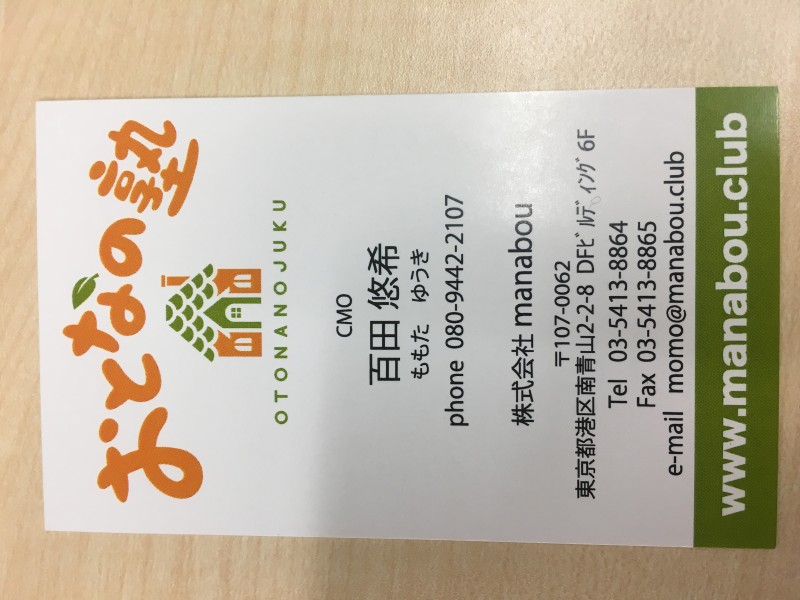 おとなの塾
OTONANOJUKU
CMO
百田 悠希
ももた ゆうき
phone 080-9442-2107
株式会社 manabou
〒107-0062
東京都港区南青山2-2-8 DFﾋﾞﾙﾃﾞｨﾝｸﾞ 6F
Tel 03-5413-8864
Fax 03-5413-8865
e-mail momo@manabou.club
www.manabou.club